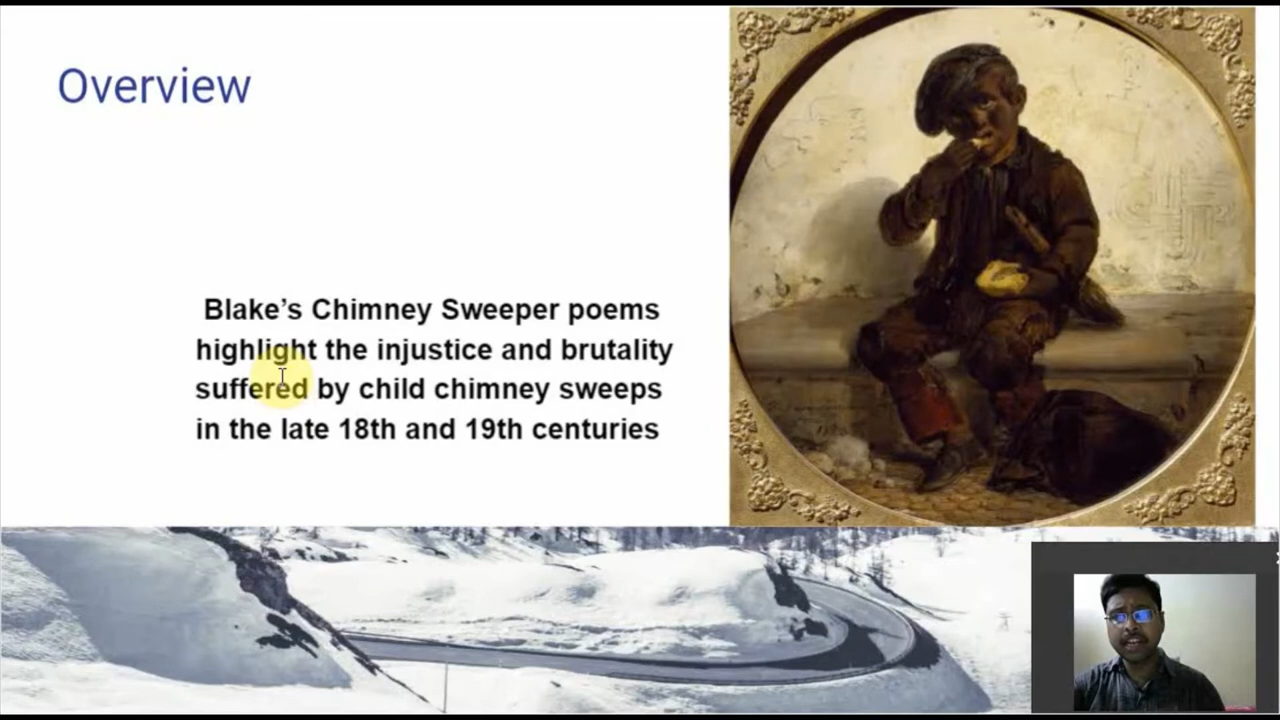 Overview
Blake’s Chimney Sweeper poems
highlight the injustice and brutality
suffered by child chimney sweeps
in the late 18th and 19th centuries